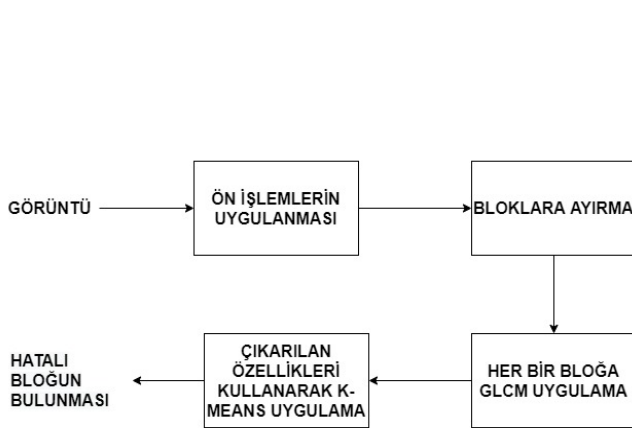 GÖRÜNTÜ
ÖN İŞLEMLERİN
UYGULANMASI
BLOKLARA AYIRMA
HER BİR BLOĞA
GLCM UYGULAMA
ÇIKARILAN
ÖZELLİKLERİ
KULLANARAK K-
MEANS UYGULAMA
HATALI
BLOĞUN
BULUNMASI